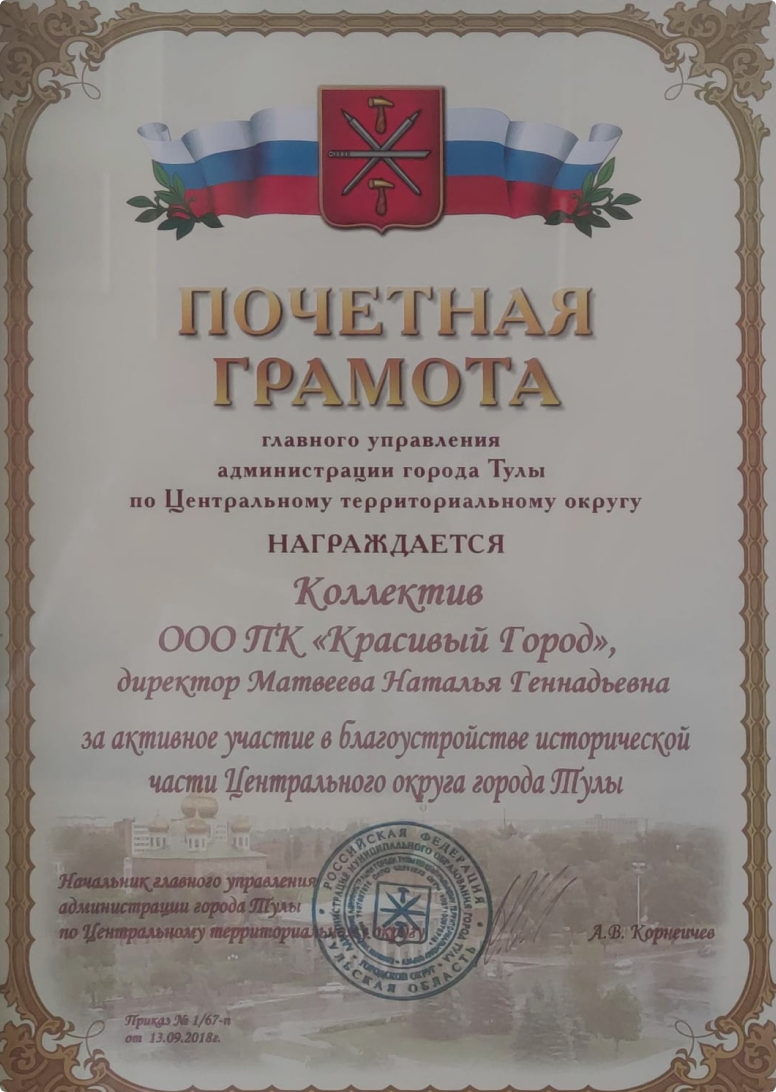 ПОЧЕТНАЯ
ГРАМОТА
главного управления
администрации города Тулы
по Центральному территориальному округу
НАГРАЖДАЕТСЯ
Коллектив
ООО ПК «Красивый Город»,
директор Матвеева Наталья Геннадьевна
за активное участие в благоустройстве исторической
части Центрального округа города Тулы
Начальник главного управления
администрации города Тулы
по Центральному территориальному округу
А.В. Корнеичев
РОССИЙСКАЯ ФЕДЕРАЦИЯ
ТУЛЬСКАЯ ОБЛАСТЬ
Приказ № 1/67-п
от 13.09.2018г.